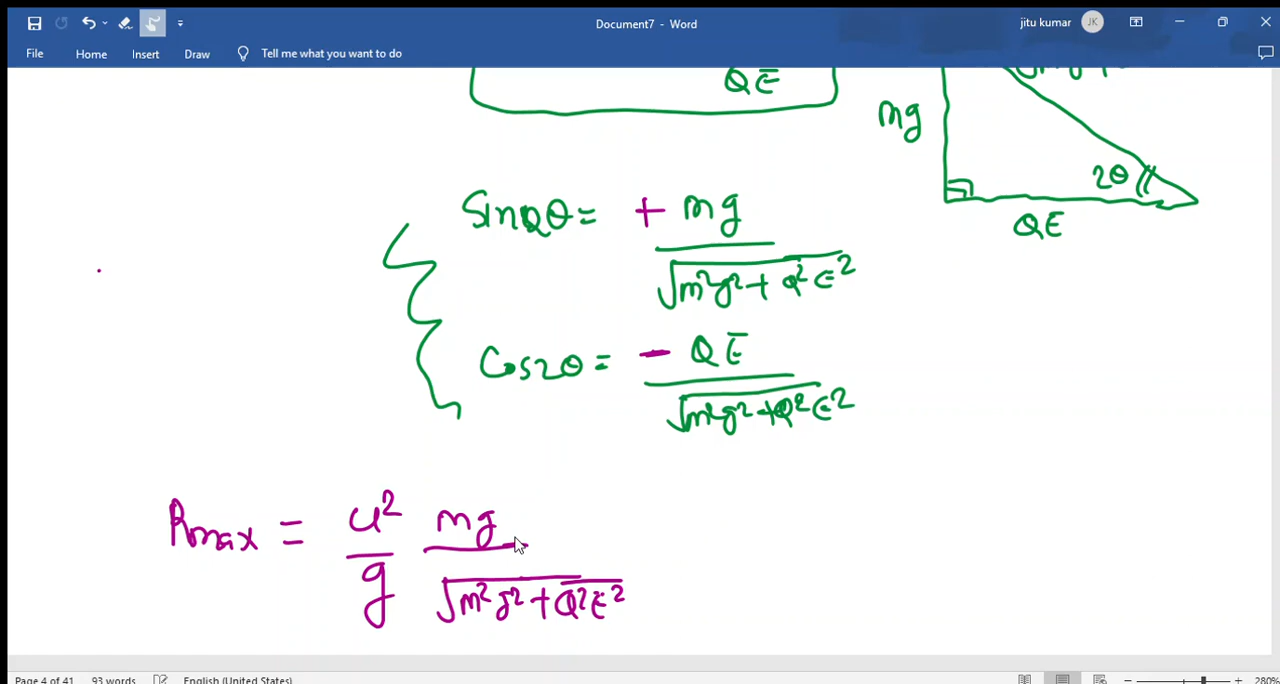 Document7 - Word
jitu kumar JK
File Home Insert Draw Tell me what you want to do
QE
mg
2θ
QE
Sin2θ = + mg
√m²g² + Q²E²
Cos2θ = - QE
√m²g² + Q²E²
Rmax = u² mg
g √m²g² + Q²E²
Page 4 of 41 93 words English (United States) 280%